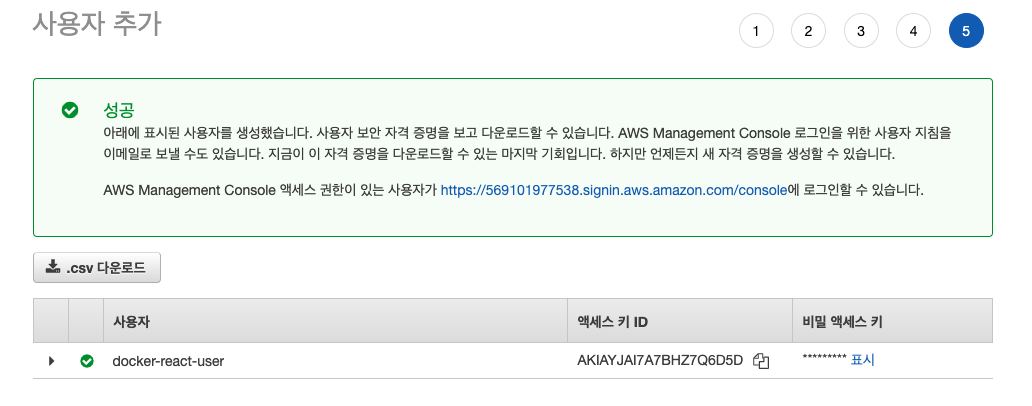 사용자 추가
1 2 3 4 5
성공
아래에 표시된 사용자를 생성했습니다. 사용자 보안 자격 증명을 보고 다운로드할 수 있습니다. AWS Management Console 로그인을 위한 사용자 지침을
이메일로 보낼 수도 있습니다. 지금이 이 자격 증명을 다운로드할 수 있는 마지막 기회입니다. 하지만 언제든지 새 자격 증명을 생성할 수 있습니다.
AWS Management Console 액세스 권한이 있는 사용자가 https://569101977538.signin.aws.amazon.com/console에 로그인할 수 있습니다.
.csv 다운로드
사용자 액세스 키 ID 비밀 액세스 키
docker-react-user AKIAYJAI7A7BHZ7Q6D5D ********* 표시